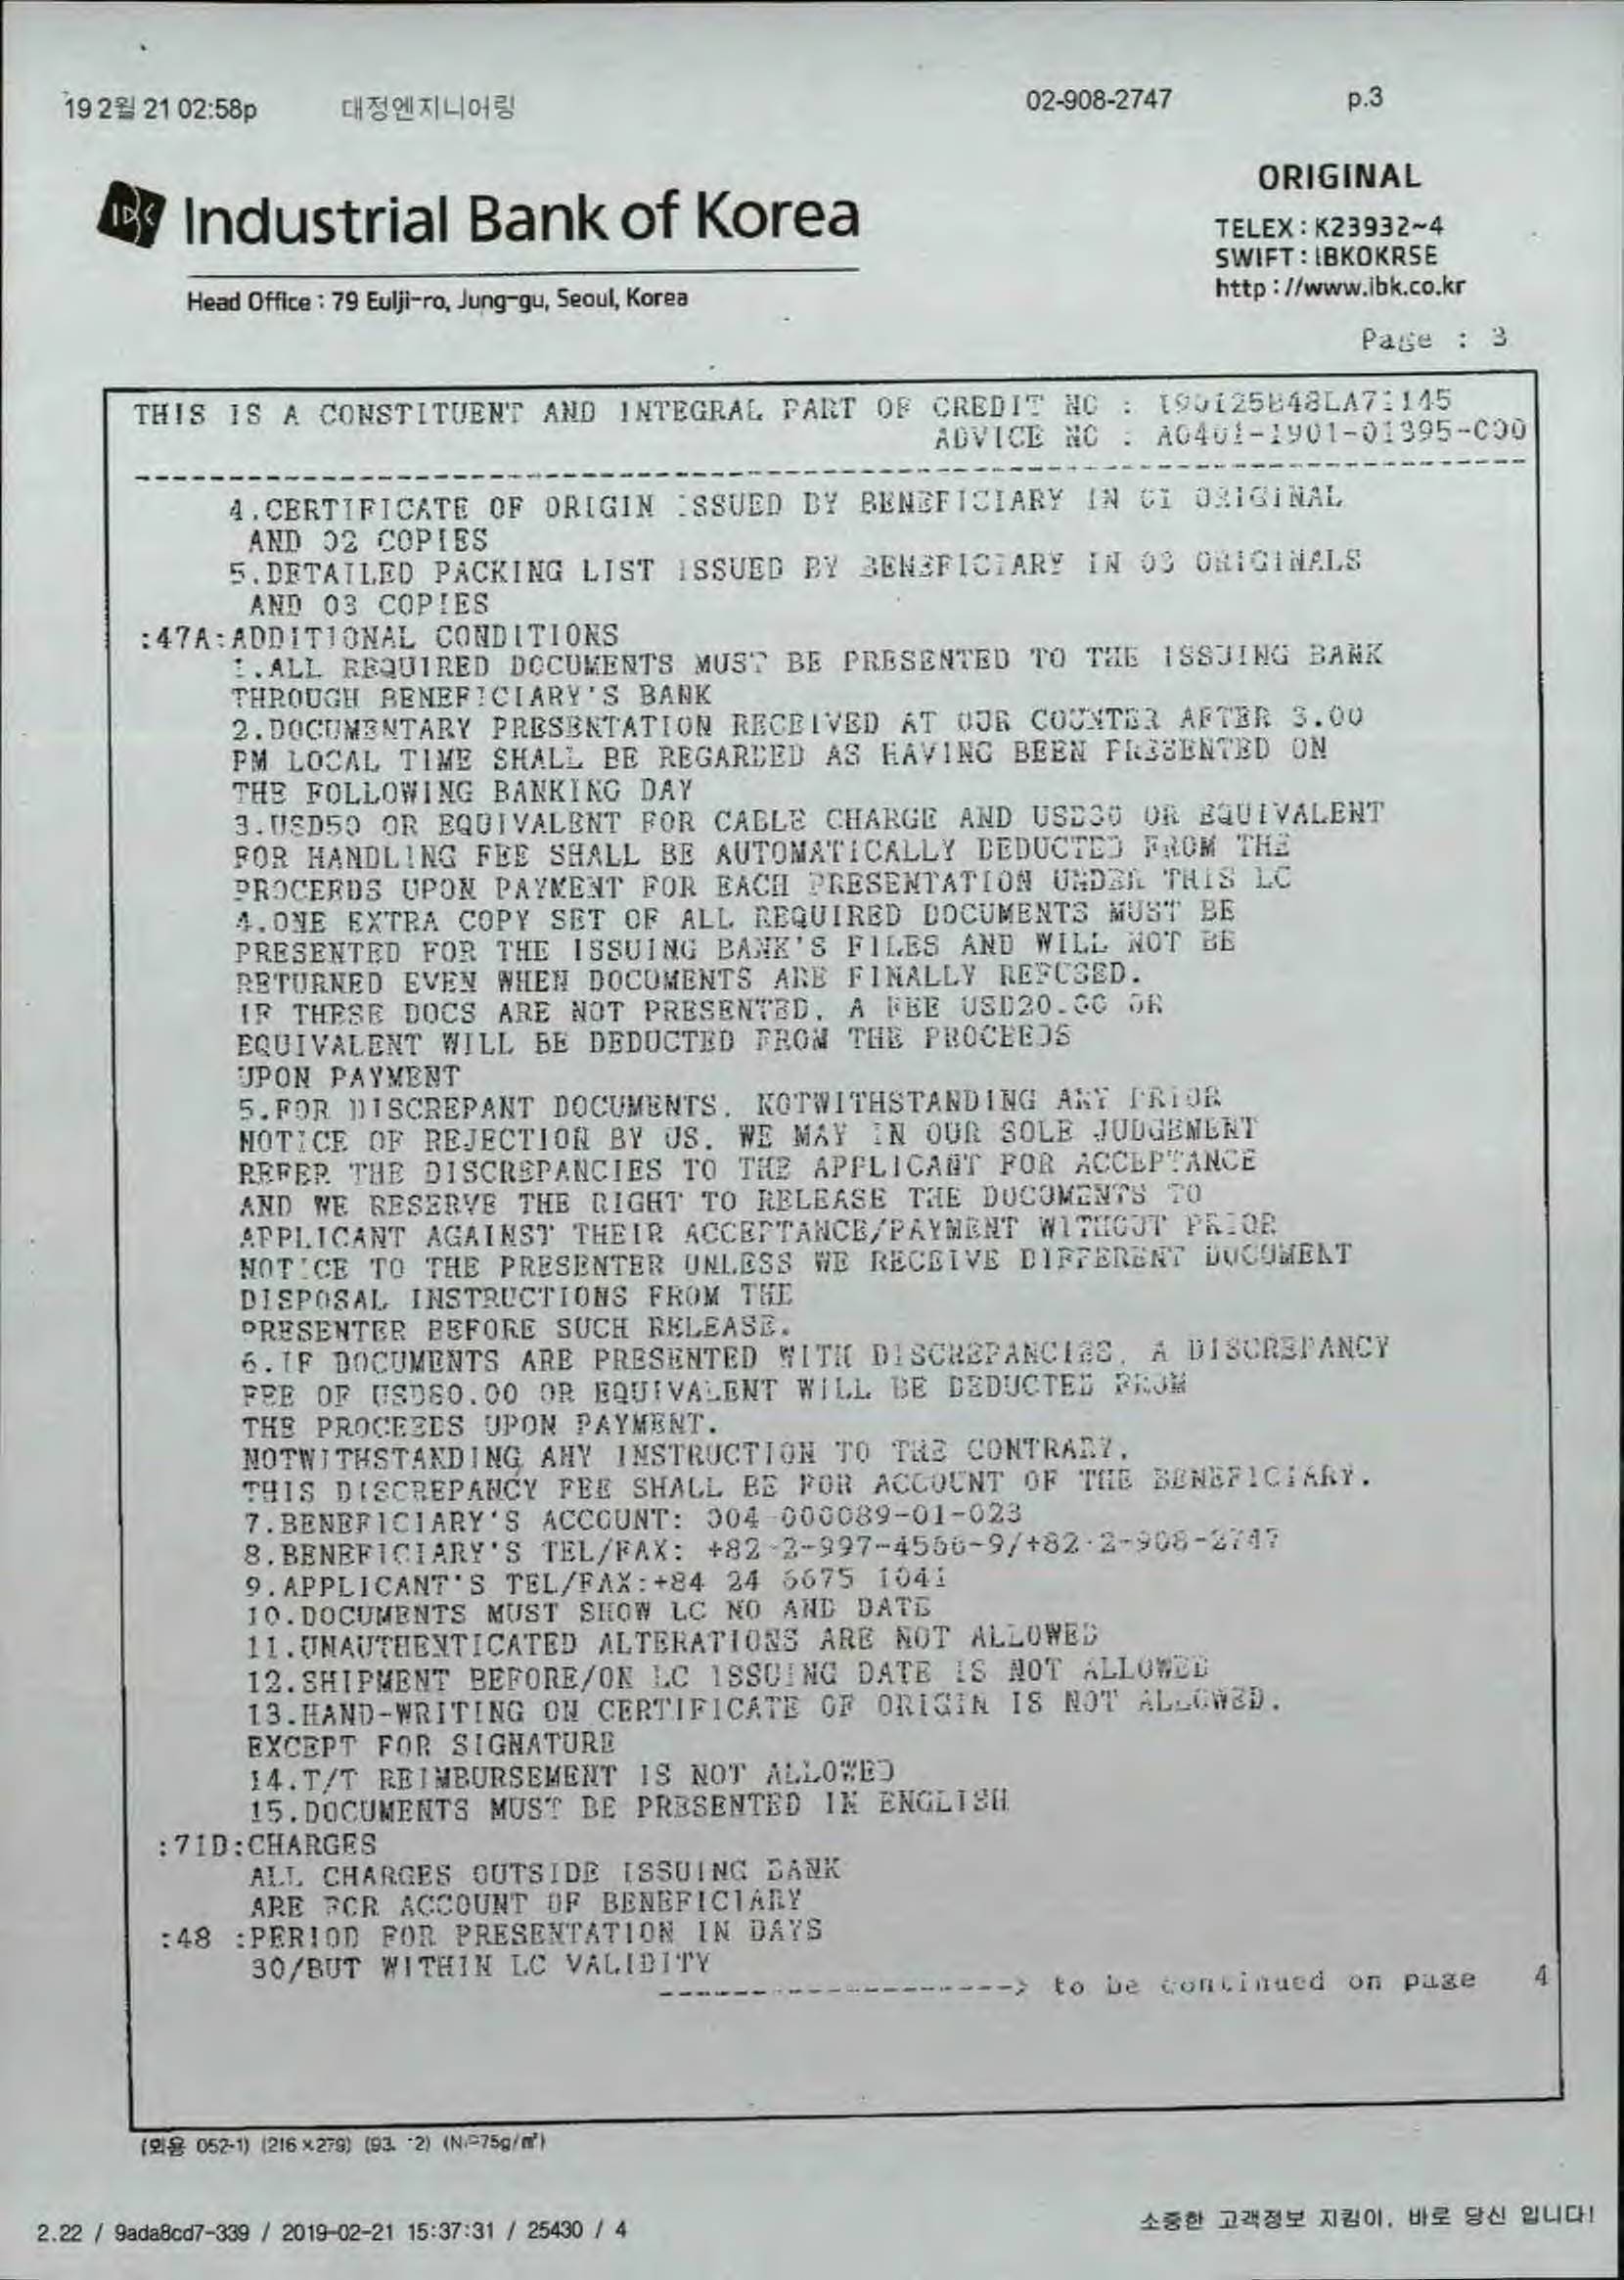 19 2월 21 02:58p 대정엔지니어링 02-908-2747 p.3
ORIGINAL
Industrial Bank of Korea
TELEX : K23932~4
SWIFT : IBKOKRSE
http://www.ibk.co.kr
Head Office : 79 Eulji-ro, Jung-gu, Seoul, Korea
Page : 3
THIS IS A CONSTITUENT AND INTEGRAL PART OF CREDIT NO :
ADVICE NO : A0401-1901-01395-C00
4.CERTIFICATE OF ORIGIN ISSUED BY BENEFICIARY IN 01 ORIGINAL
AND 02 COPIES
5.DETAILED PACKING LIST ISSUED BY BENEFICIARY IN 03 ORIGINALS
AND 03 COPIES
:47A:ADDITIONAL CONDITIONS
1.ALL REQUIRED DOCUMENTS MUST BE PRESENTED TO THE ISSUING BANK
THROUGH BENEFICIARY'S BANK
2.DOCUMENTARY PRESENTATION RECEIVED AT OUR COUNTER AFTER 3.00
PM LOCAL TIME SHALL BE REGARDED AS HAVING BEEN PRESENTED ON
THE FOLLOWING BANKING DAY
3.USD50 OR EQUIVALENT FOR CABLE CHARGE AND USD30 OR EQUIVALENT
FOR HANDLING FEE SHALL BE AUTOMATICALLY DEDUCTED FROM THE
PROCEEDS UPON PAYMENT FOR EACH PRESENTATION UNDER THIS LC
4.ONE EXTRA COPY SET OF ALL REQUIRED DOCUMENTS MUST BE
PRESENTED FOR THE ISSUING BANK'S FILES AND WILL NOT BE
RETURNED EVEN WHEN DOCUMENTS ARE FINALLY REFUSED.
IF THESE DOCS ARE NOT PRESENTED, A FEE USD20.00 OR
EQUIVALENT WILL BE DEDUCTED FROM THE PROCEEDS
UPON PAYMENT
5.FOR DISCREPANT DOCUMENTS, NOTWITHSTANDING ANY PRIOR
NOTICE OF REJECTION BY US, WE MAY IN OUR SOLE JUDGEMENT
REFER THE DISCREPANCIES TO THE APPLICANT FOR ACCEPTANCE
AND WE RESERVE THE RIGHT TO RELEASE THE DOCUMENTS TO
APPLICANT AGAINST THEIR ACCEPTANCE/PAYMENT WITHOUT PRIOR
NOTICE TO THE PRESENTER UNLESS WE RECEIVE DIFFERENT DOCUMENT
DISPOSAL INSTRUCTIONS FROM THE
PRESENTER BEFORE SUCH RELEASE.
6.IF DOCUMENTS ARE PRESENTED WITH DISCREPANCIES, A DISCREPANCY
FEE OF USD80.00 OR EQUIVALENT WILL BE DEDUCTED FROM
THE PROCEEDS UPON PAYMENT.
NOTWITHSTANDING ANY INSTRUCTION TO THE CONTRARY,
THIS DISCREPANCY FEE SHALL BE FOR ACCOUNT OF THE BENEFICIARY.
7.BENEFICIARY'S ACCOUNT: 004-000089-01-023
8.BENEFICIARY'S TEL/FAX: +82-2-997-4566-9/+82-2-908-2747
9.APPLICANT'S TEL/FAX:+84 24 6675 1041
10.DOCUMENTS MUST SHOW LC NO AND DATE
11.UNAUTHENTICATED ALTERATIONS ARE NOT ALLOWED
12.SHIPMENT BEFORE/ON LC ISSUING DATE IS NOT ALLOWED
13.HAND-WRITING ON CERTIFICATE OF ORIGIN IS NOT ALLOWED.
EXCEPT FOR SIGNATURE
14.T/T REIMBURSEMENT IS NOT ALLOWED
15.DOCUMENTS MUST BE PRESENTED IN ENGLISH
:71D:CHARGES
ALL CHARGES OUTSIDE ISSUING BANK
ARE FOR ACCOUNT OF BENEFICIARY
:48 :PERIOD FOR PRESENTATION IN DAYS
30/BUT WITHIN LC VALIDITY
--------------------> to be continued on page 4
(외용 052-1) (216×279)
2.22 / 9ada8cd7-339 / 2019-02-21 15:37:31 / 25430 / 4
소중한 고객정보 지킴이, 바로 당신 입니다!